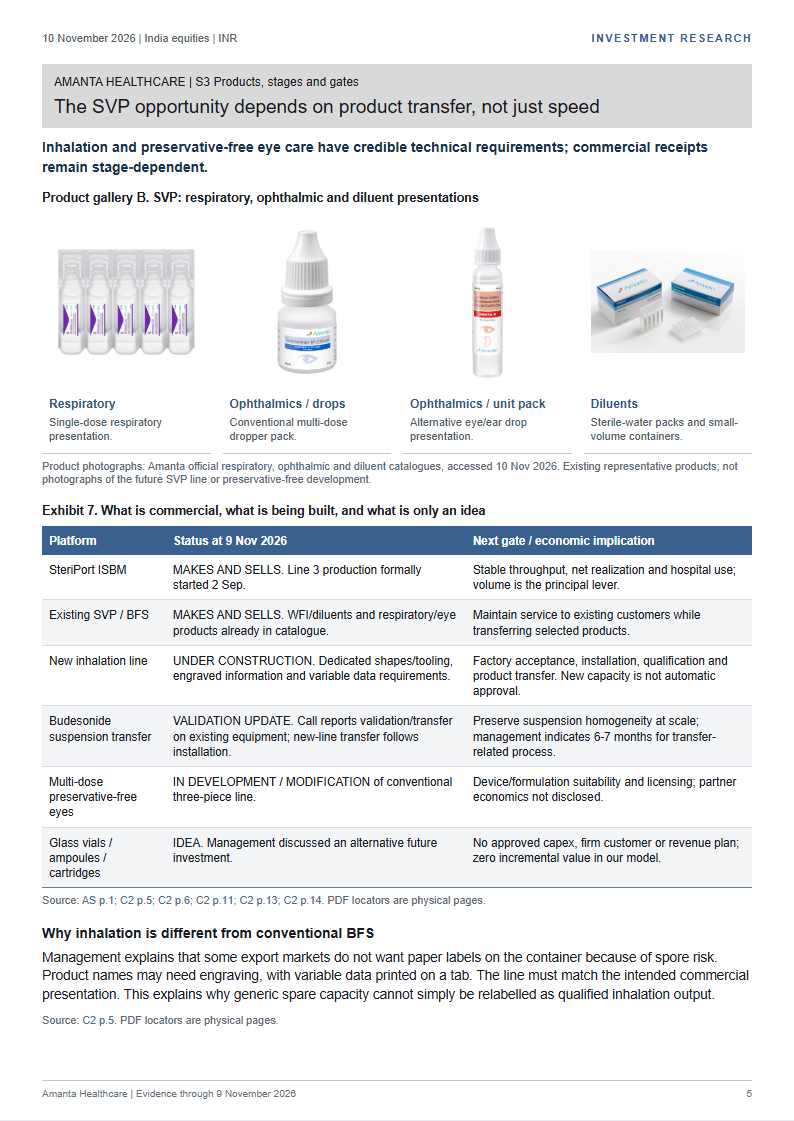 10 November 2026 | India equities | INR
INVESTMENT RESEARCH
AMANTA HEALTHCARE | S3 Products, stages and gates
The SVP opportunity depends on product transfer, not just speed
Inhalation and preservative-free eye care have credible technical requirements; commercial receipts
remain stage-dependent.
Product gallery B. SVP: respiratory, ophthalmic and diluent presentations
Amanta
Amanta
Amanta
Respiratory
Single-dose respiratory
presentation.
Ophthalmics / drops
Conventional multi-dose
dropper pack.
Ophthalmics / unit pack
Alternative eye/ear drop
presentation.
Diluents
Sterile-water packs and small-
volume containers.
Product photographs: Amanta official respiratory, ophthalmic and diluent catalogues, accessed 10 Nov 2026. Existing representative products; not
photographs of the future SVP line or preservative-free development.
Exhibit 7. What is commercial, what is being built, and what is only an idea
Platform
Status at 9 Nov 2026
Next gate / economic implication
SteriPort ISBM
MAKES AND SELLS. Line 3 production formally
started 2 Sep.
Stable throughput, net realization and hospital use;
volume is the principal lever.
Existing SVP / BFS
MAKES AND SELLS. WFI/diluents and respiratory/eye
products already in catalogue.
Maintain service to existing customers while
transferring selected products.
New inhalation line
UNDER CONSTRUCTION. Dedicated shapes/tooling,
engraved information and variable data requirements.
Factory acceptance, installation, qualification and
product transfer. New capacity is not automatic
approval.
Budesonide
suspension transfer
VALIDATION UPDATE. Call reports validation/transfer
on existing equipment; new-line transfer follows
installation.
Preserve suspension homogeneity at scale;
management indicates 6-7 months for transfer-
related process.
Multi-dose
preservative-free
eyes
IN DEVELOPMENT / MODIFICATION of conventional
three-piece line.
Device/formulation suitability and licensing; partner
economics not disclosed.
Glass vials /
ampoules /
cartridges
IDEA. Management discussed an alternative future
investment.
No approved capex, firm customer or revenue plan;
zero incremental value in our model.
Source: AS p.1; C2 p.5; C2 p.6; C2 p.11; C2 p.13; C2 p.14. PDF locators are physical pages.
Why inhalation is different from conventional BFS
Management explains that some export markets do not want paper labels on the container because of spore risk.
Product names may need engraving, with variable data printed on a tab. The line must match the intended commercial
presentation. This explains why generic spare capacity cannot simply be relabelled as qualified inhalation output.
Source: C2 p.5. PDF locators are physical pages.
Amanta Healthcare | Evidence through 9 November 2026
5